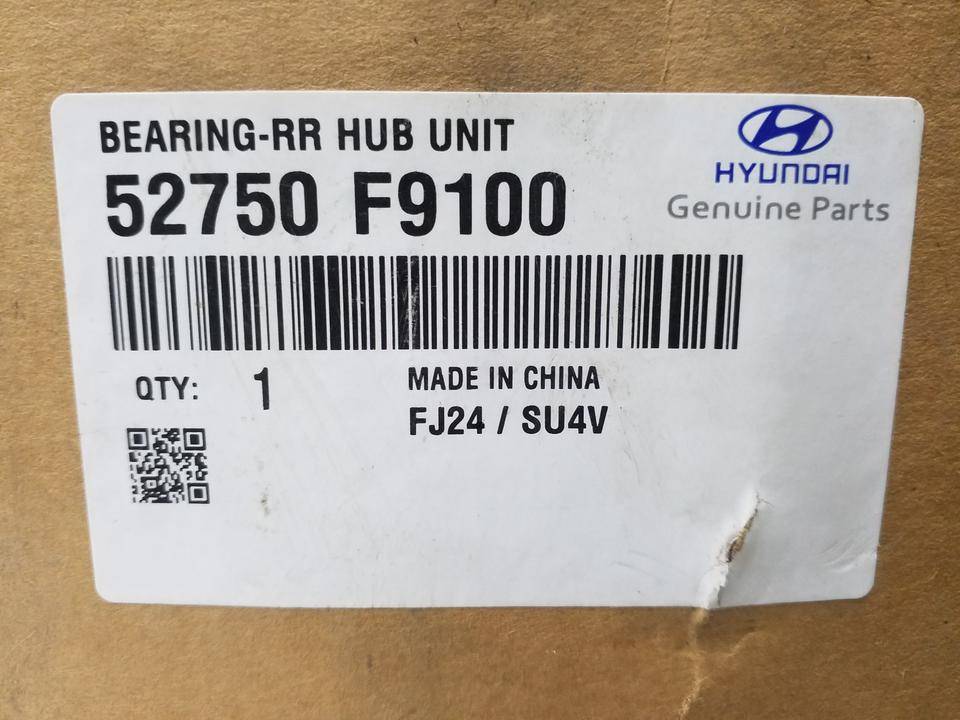 BEARING-RR HUB UNIT
52750 F9100
HYUNDAI
Genuine Parts
QTY: 1
MADE IN CHINA
FJ24 / SU4V